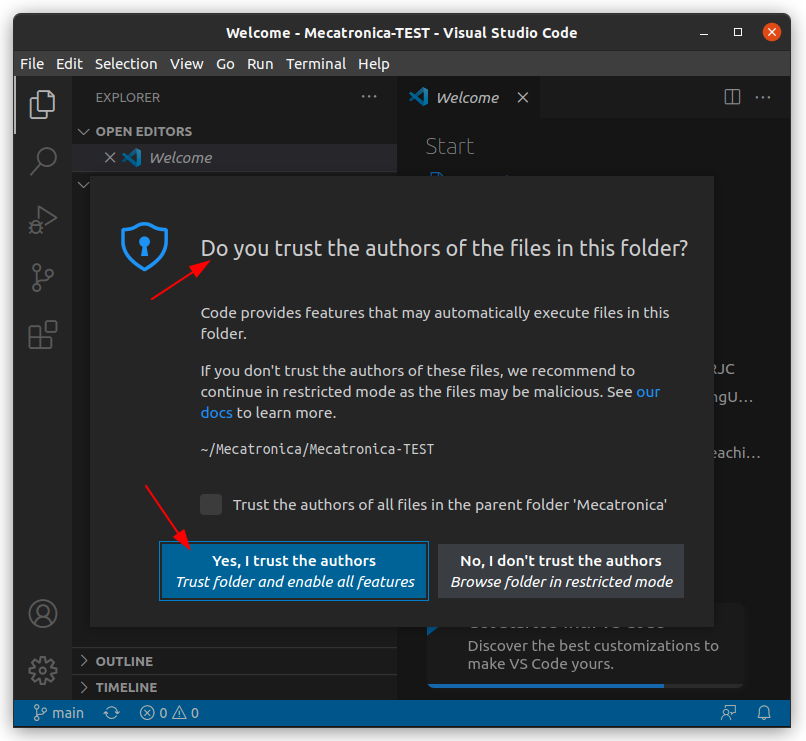 Welcome - Mecatronica-TEST - Visual Studio Code
File Edit Selection View Go Run Terminal Help
EXPLORER
OPEN EDITORS
Welcome
Welcome
Start
Do you trust the authors of the files in this folder?
Code provides features that may automatically execute files in this
folder.
If you don't trust the authors of these files, we recommend to
continue in restricted mode as the files may be malicious. See our
docs to learn more.
~/Mecatronica/Mecatronica-TEST
Trust the authors of all files in the parent folder 'Mecatronica'
Yes, I trust the authors
Trust folder and enable all features
No, I don't trust the authors
Browse folder in restricted mode
Discover the best customizations to
make VS Code yours.
OUTLINE
TIMELINE
main
0 0